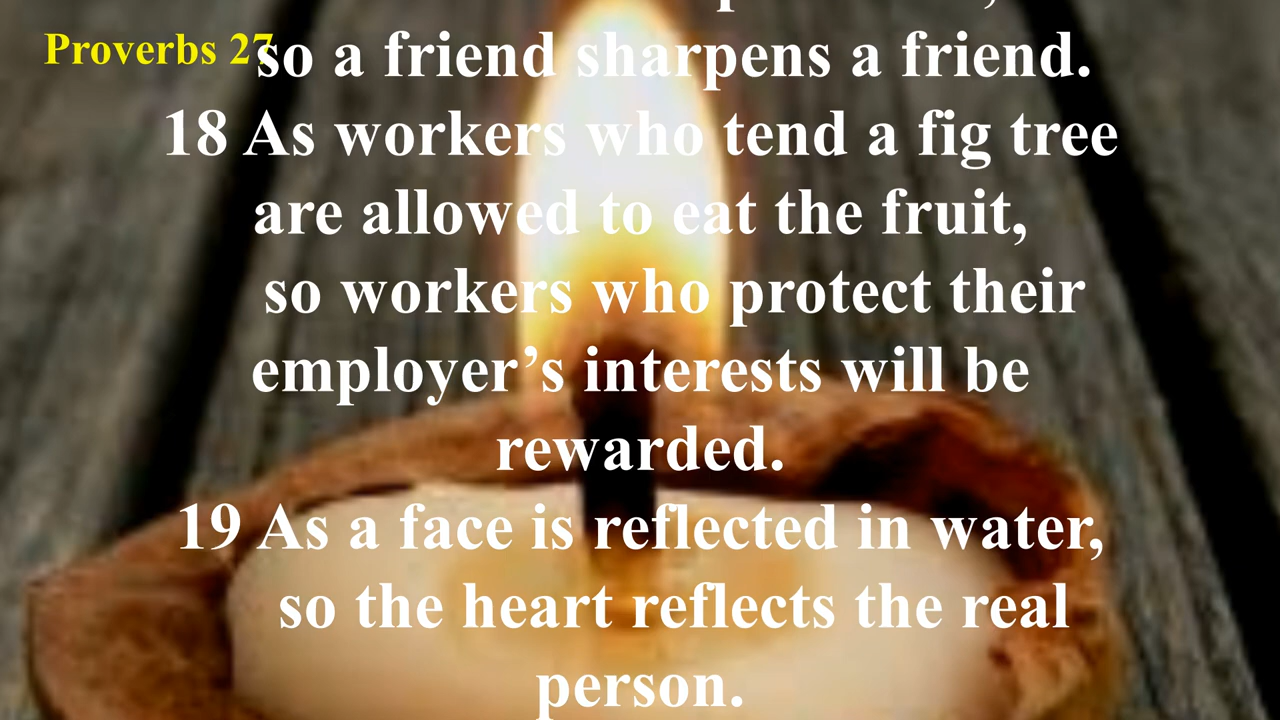 Proverbs 27
so a friend sharpens a friend.
18 As workers who tend a fig tree
are allowed to eat the fruit,
so workers who protect their
employer’s interests will be
rewarded.
19 As a face is reflected in water,
so the heart reflects the real
person.